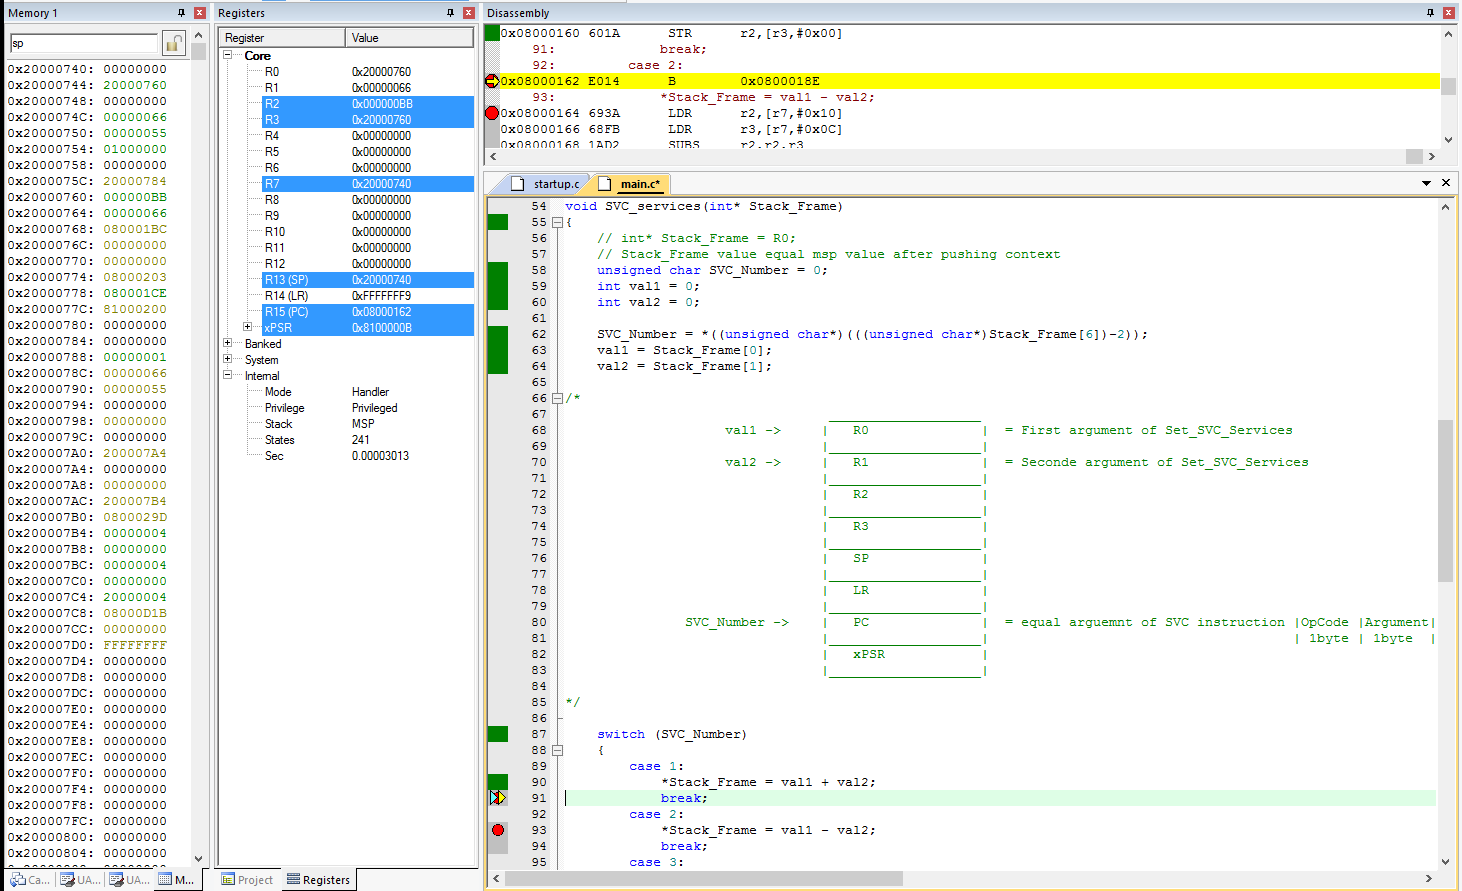 Memory 1
sp
0x20000740: 00000000
0x20000744: 20000760
0x20000748: 00000000
0x2000074C: 00000066
0x20000750: 00000055
0x20000754: 01000000
0x20000758: 00000000
0x2000075C: 20000784
0x20000760: 000000BB
0x20000764: 00000066
0x20000768: 080001BC
0x2000076C: 00000000
0x20000770: 00000000
0x20000774: 08000203
0x20000778: 080001CE
0x2000077C: 81000200
0x20000780: 00000000
0x20000784: 00000000
0x20000788: 00000001
0x2000078C: 00000066
0x20000790: 00000055
0x20000794: 00000000
0x20000798: 00000000
0x2000079C: 00000000
0x200007A0: 200007A4
0x200007A4: 00000000
0x200007A8: 00000000
0x200007AC: 200007B4
0x200007B0: 0800029D
0x200007B4: 00000004
0x200007B8: 00000000
0x200007BC: 00000004
0x200007C0: 00000000
0x200007C4: 20000004
0x200007C8: 08000D1B
0x200007CC: 00000000
0x200007D0: FFFFFFFF
0x200007D4: 00000000
0x200007D8: 00000000
0x200007DC: 00000000
0x200007E0: 00000000
0x200007E4: 00000000
0x200007E8: 00000000
0x200007EC: 00000000
0x200007F0: 00000000
0x200007F4: 00000000
0x200007F8: 00000000
0x200007FC: 00000000
0x20000800: 00000000
0x20000804: 00000000
Ca... UA... UA... M...
Registers
Register Value
Core
R0 0x20000760
R1 0x00000066
R2 0x000000BB
R3 0x20000760
R4 0x00000000
R5 0x00000000
R6 0x00000000
R7 0x20000740
R8 0x00000000
R9 0x00000000
R10 0x00000000
R11 0x00000000
R12 0x00000000
R13 (SP) 0x20000740
R14 (LR) 0xFFFFFFF9
R15 (PC) 0x08000162
xPSR 0x8100000B
Banked
System
Internal
Mode Handler
Privilege Privileged
Stack MSP
States 241
Sec 0.00003013
Project Registers
Disassembly
0x08000160 601A STR r2,[r3,#0x00]
91: break;
92: case 2:
0x08000162 E014 B 0x0800018E
93: *Stack_Frame = val1 - val2;
0x08000164 693A LDR r2,[r7,#0x10]
0x08000166 68FB LDR r3,[r7,#0x0C]
0x08000168 1AD2 SUBS r2,r2,r3
startup.c main.c*
54 void SVC_services(int* Stack_Frame)
55 {
56 // int* Stack_Frame = R0;
57 // Stack_Frame value equal msp value after pushing context
58 unsigned char SVC_Number = 0;
59 int val1 = 0;
60 int val2 = 0;
61
62 SVC_Number = *((unsigned char*)(((unsigned char*)Stack_Frame[6])-2));
63 val1 = Stack_Frame[0];
64 val2 = Stack_Frame[1];
65
66 /*
67
68 val1 -> | R0 | = First argument of Set_SVC_Services
69
70 val2 -> | R1 | = Seconde argument of Set_SVC_Services
71
72 | R2 |
73
74 | R3 |
75
76 | SP |
77
78 | LR |
79
80 SVC_Number -> | PC | = equal arguemnt of SVC instruction |OpCode |Argument|
81 | 1byte | 1byte |
82 | xPSR |
83
84
85 */
86
87 switch (SVC_Number)
88 {
89 case 1:
90 *Stack_Frame = val1 + val2;
91 break;
92 case 2:
93 *Stack_Frame = val1 - val2;
94 break;
95 case 3: